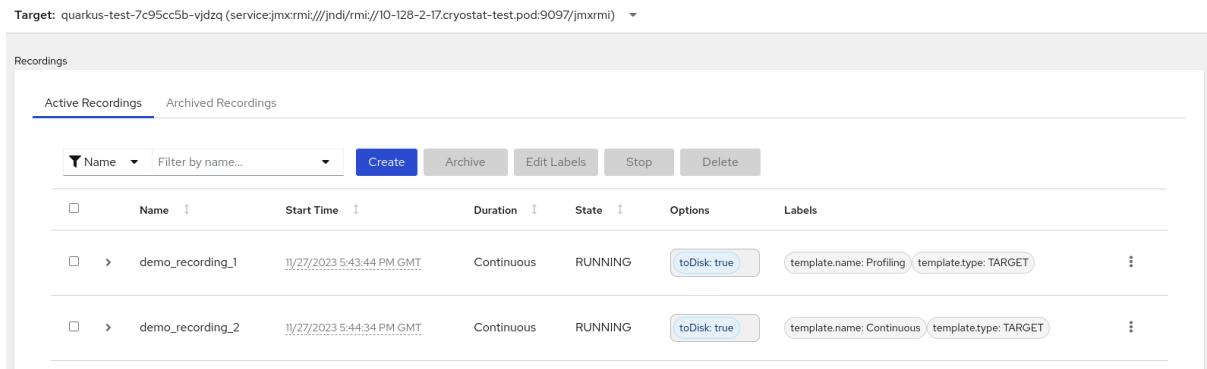 Target: quarkus-test-7c95cc5b-vjdzq (service:jmx:rmi:///jndi/rmi://10-128-2-17.cryostat-test.pod:9097/jmxrmi)
Recordings
Active Recordings Archived Recordings
Name Filter by name... Create Archive Edit Labels Stop Delete
Name Start Time Duration State Options Labels
demo_recording_1 11/27/2023 5:43:44 PM GMT Continuous RUNNING toDisk: true template.name: Profiling template.type: TARGET
demo_recording_2 11/27/2023 5:44:34 PM GMT Continuous RUNNING toDisk: true template.name: Continuous template.type: TARGET